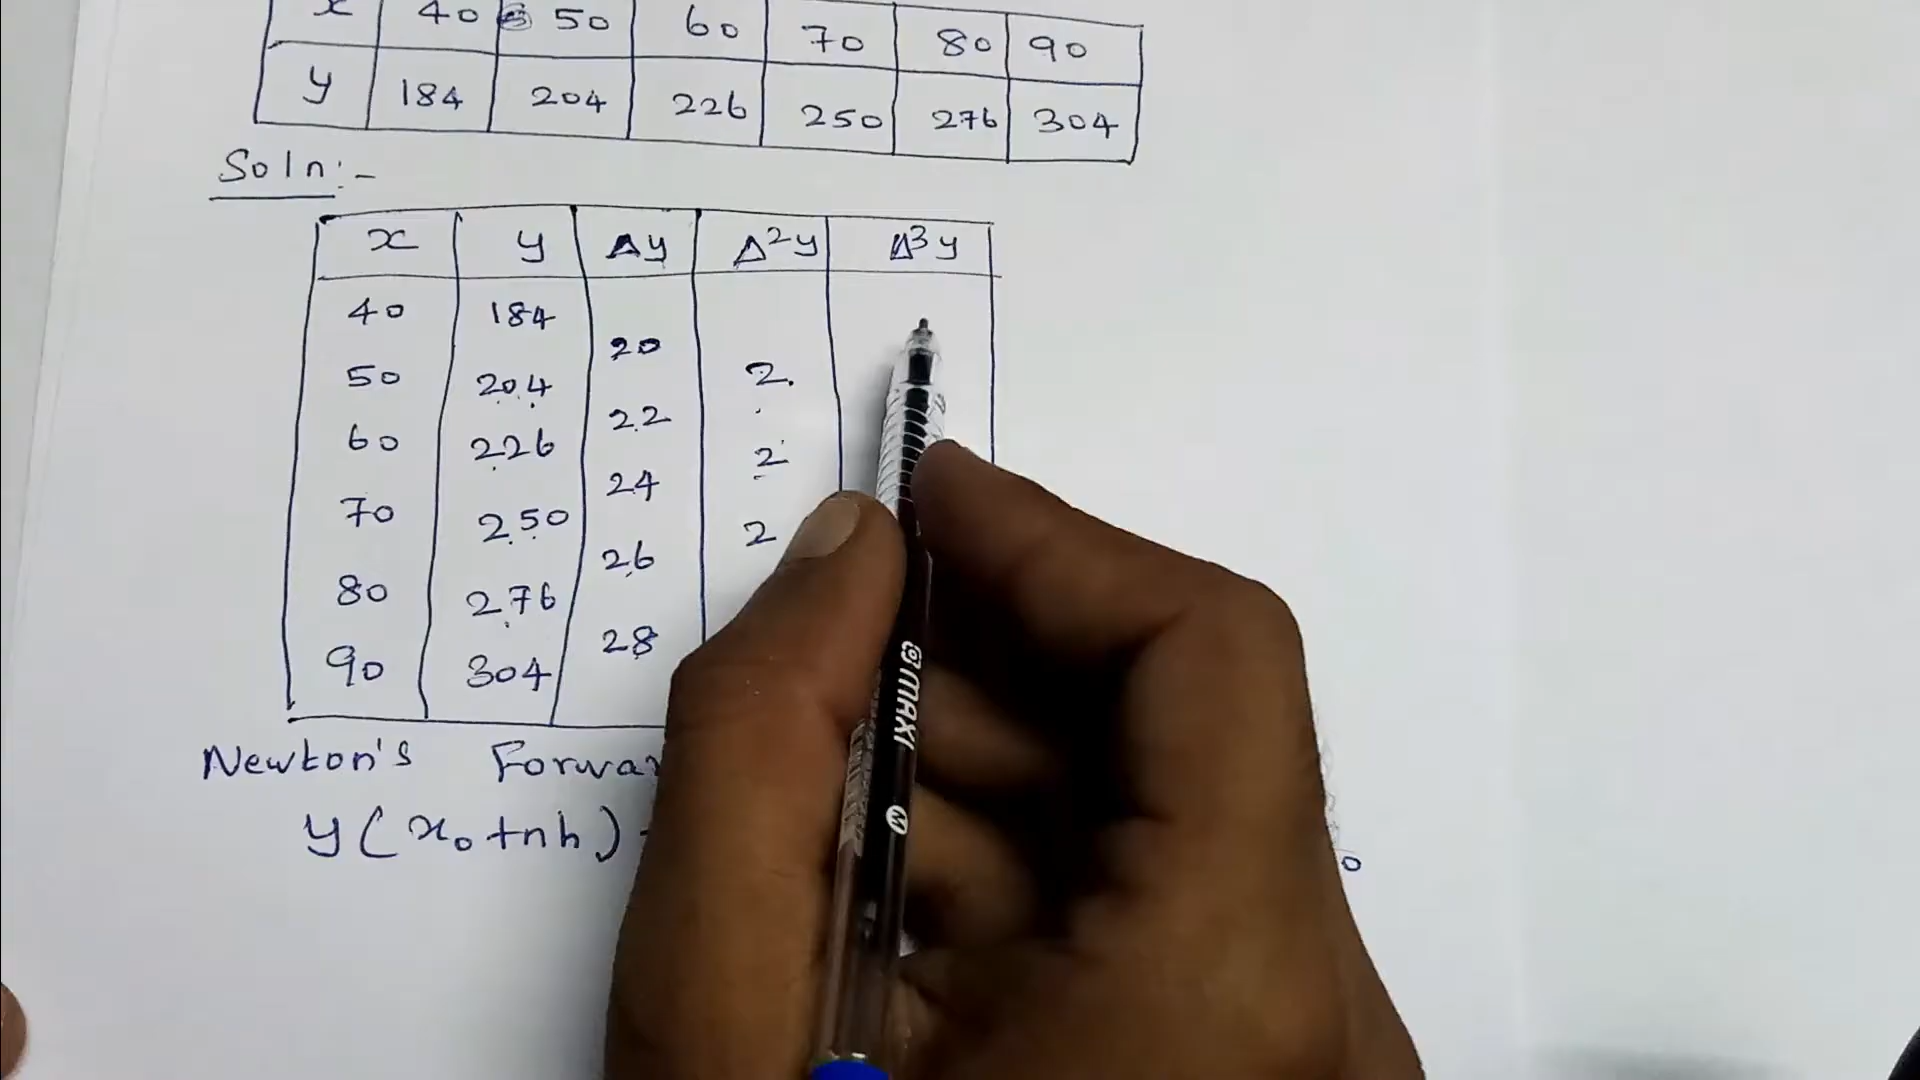 x 40 50 60 70 80 90
y 184 204 226 250 276 304
Soln:-
x y Δy Δ²y Δ³y
40 184
20
50 204 2
22
60 226 2
24
70 250 2
26
80 276
28
90 304
Newton's Forwar
y(x₀+nh)
MAXI
M